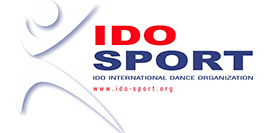 IDO
SPORT
IDO INTERNATIONAL DANCE ORGANIZATION
www.ido-sport.org